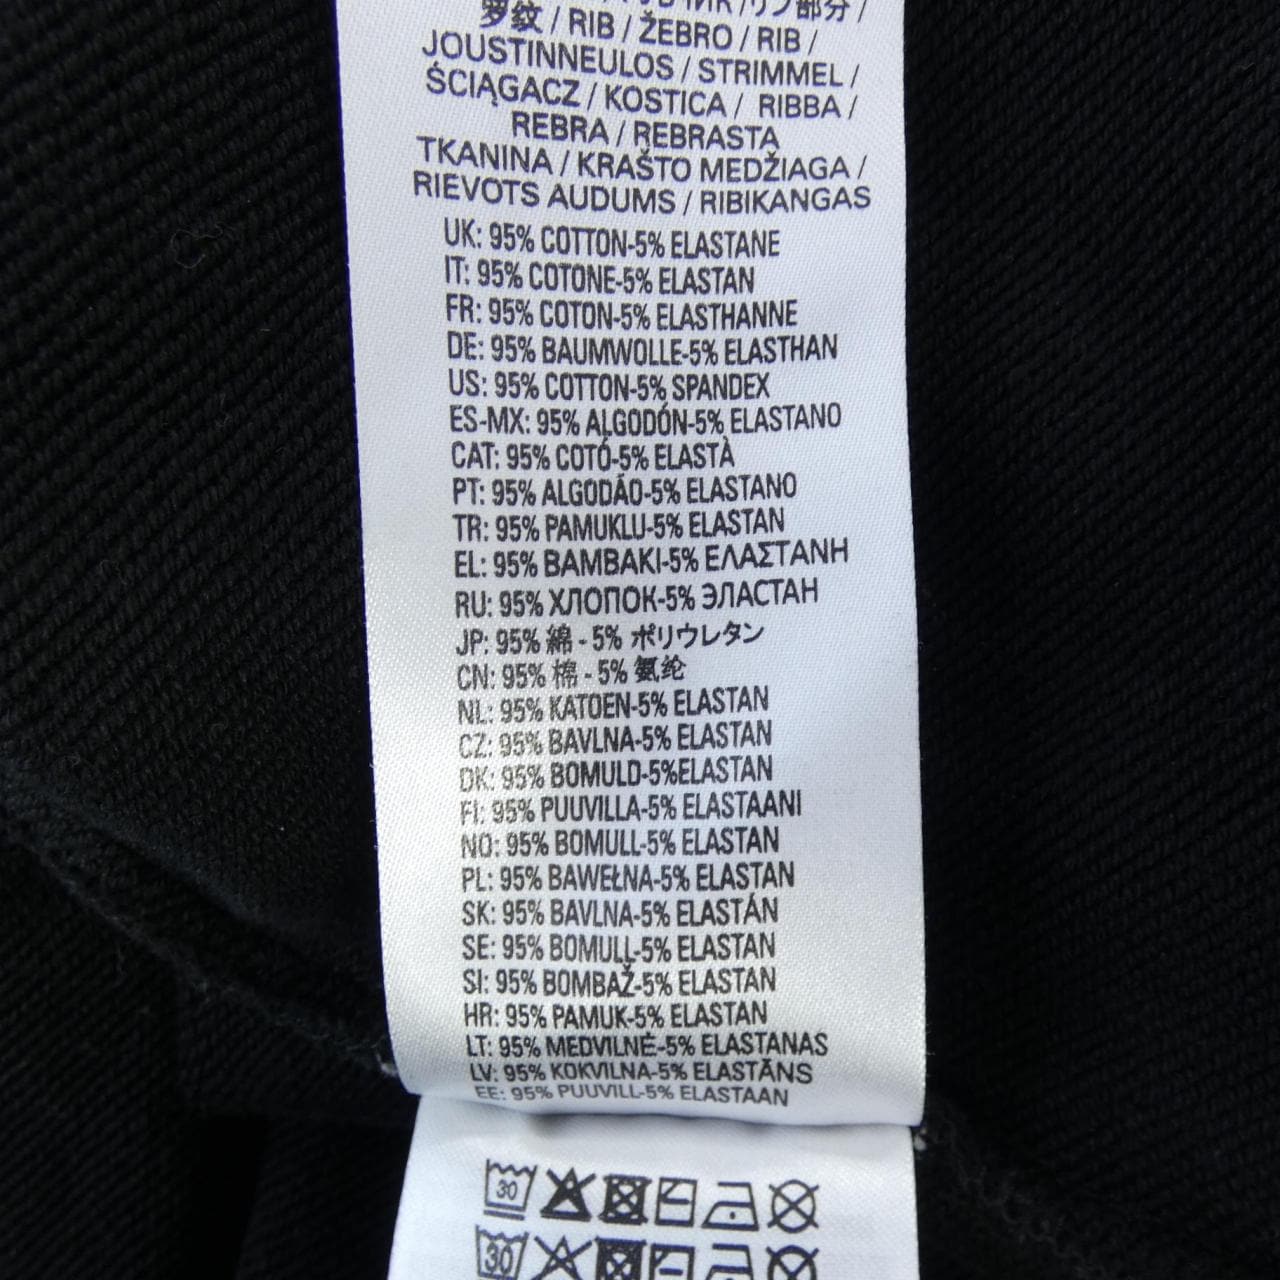 部分 /
罗纹 / RIB / ŽEBRO / RIB /
JOUSTINNEULOS / STRIMMEL /
ŚCIĄGACZ / KOSTICA / RIBBA /
REBRA / REBRASTA
TKANINA / KRAŠTO MEDŽIAGA /
RIEVOTS AUDUMS / RIBIKANGAS
UK: 95% COTTON-5% ELASTANE
IT: 95% COTONE-5% ELASTAN
FR: 95% COTON-5% ELASTHANNE
DE: 95% BAUMWOLLE-5% ELASTHAN
US: 95% COTTON-5% SPANDEX
ES-MX: 95% ALGODÓN-5% ELASTANO
CAT: 95% COTÓ-5% ELASTÀ
PT: 95% ALGODÃO-5% ELASTANO
TR: 95% PAMUKLU-5% ELASTAN
EL: 95% ΒΑΜΒΑΚΙ-5% ΕΛΑΣΤΑΝΗ
RU: 95% ХЛОПОК-5% ЭЛАСТАН
JP: 95% 綿 - 5% ポリウレタン
CN: 95% 棉 - 5% 氨纶
NL: 95% KATOEN-5% ELASTAN
CZ: 95% BAVLNA-5% ELASTAN
DK: 95% BOMULD-5%ELASTAN
FI: 95% PUUVILLA-5% ELASTAANI
NO: 95% BOMULL-5% ELASTAN
PL: 95% BAWEŁNA-5% ELASTAN
SK: 95% BAVLNA-5% ELASTÁN
SE: 95% BOMULL-5% ELASTAN
SI: 95% BOMBAŽ-5% ELASTAN
HR: 95% PAMUK-5% ELASTAN
LT: 95% MEDVILNĖ-5% ELASTANAS
LV: 95% KOKVILNA-5% ELASTĀNS
EE: 95% PUUVILL-5% ELASTAAN
30
30